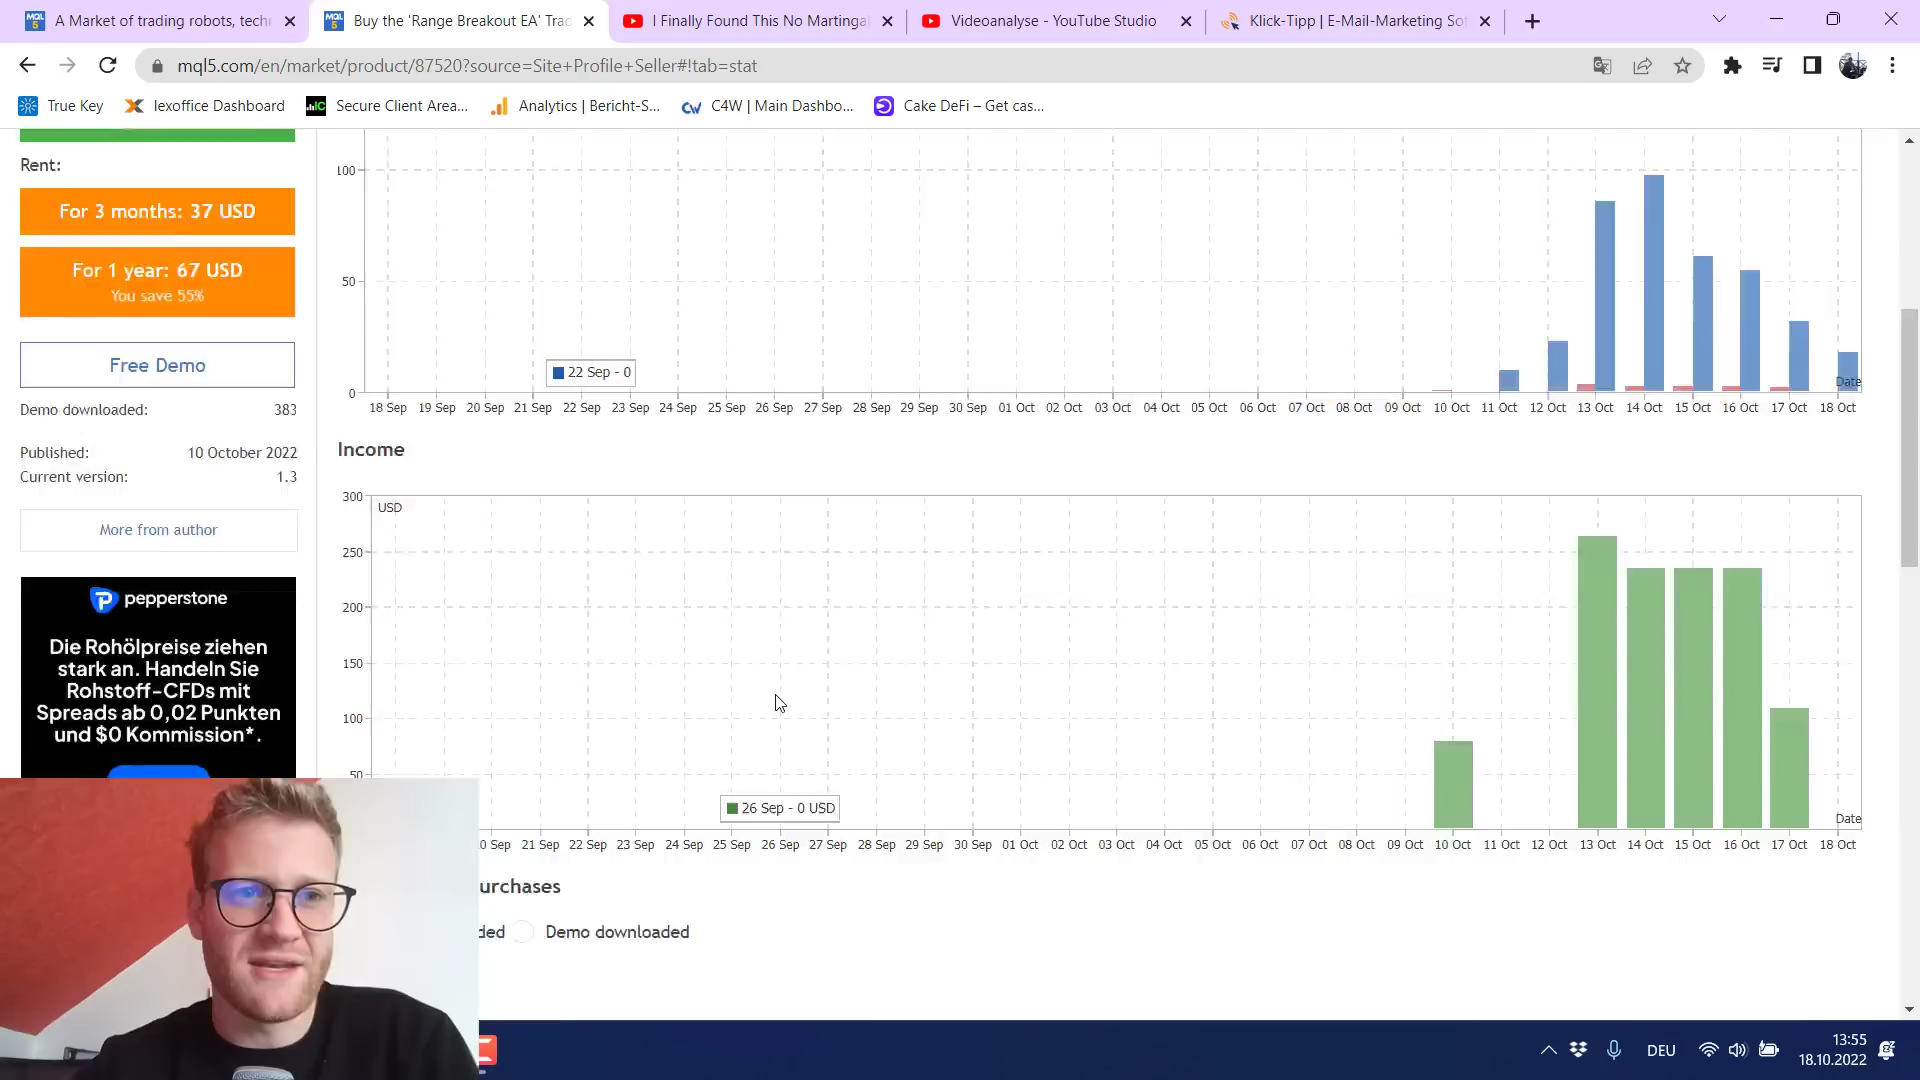 A Market of trading robots, techn
Buy the 'Range Breakout EA' Trad
I Finally Found This No Martingal
Videoanalyse - YouTube Studio
Klick-Tipp | E-Mail-Marketing Sof
mql5.com/en/market/product/87520?source=Site+Profile+Seller#!tab=stat
True Key
lexoffice Dashboard
Secure Client Area...
Analytics | Bericht-S...
C4W | Main Dashbo...
Cake DeFi – Get cas...
Rent:
For 3 months: 37 USD
For 1 year: 67 USD
You save 55%
Free Demo
Demo downloaded: 383
Published: 10 October 2022
Current version: 1.3
More from author
pepperstone
Die Rohölpreise ziehen
stark an. Handeln Sie
Rohstoff-CFDs mit
Spreads ab 0,02 Punkten
und $0 Kommission*.
100
50
0
22 Sep - 0
Date
18 Sep 19 Sep 20 Sep 21 Sep 22 Sep 23 Sep 24 Sep 25 Sep 26 Sep 27 Sep 28 Sep 29 Sep 30 Sep 01 Oct 02 Oct 03 Oct 04 Oct 05 Oct 06 Oct 07 Oct 08 Oct 09 Oct 10 Oct 11 Oct 12 Oct 13 Oct 14 Oct 15 Oct 16 Oct 17 Oct 18 Oct
Income
300
USD
250
200
150
100
50
26 Sep - 0 USD
Date
0 Sep 21 Sep 22 Sep 23 Sep 24 Sep 25 Sep 26 Sep 27 Sep 28 Sep 29 Sep 30 Sep 01 Oct 02 Oct 03 Oct 04 Oct 05 Oct 06 Oct 07 Oct 08 Oct 09 Oct 10 Oct 11 Oct 12 Oct 13 Oct 14 Oct 15 Oct 16 Oct 17 Oct 18 Oct
urchases
ded
Demo downloaded
DEU
13:55
18.10.2022